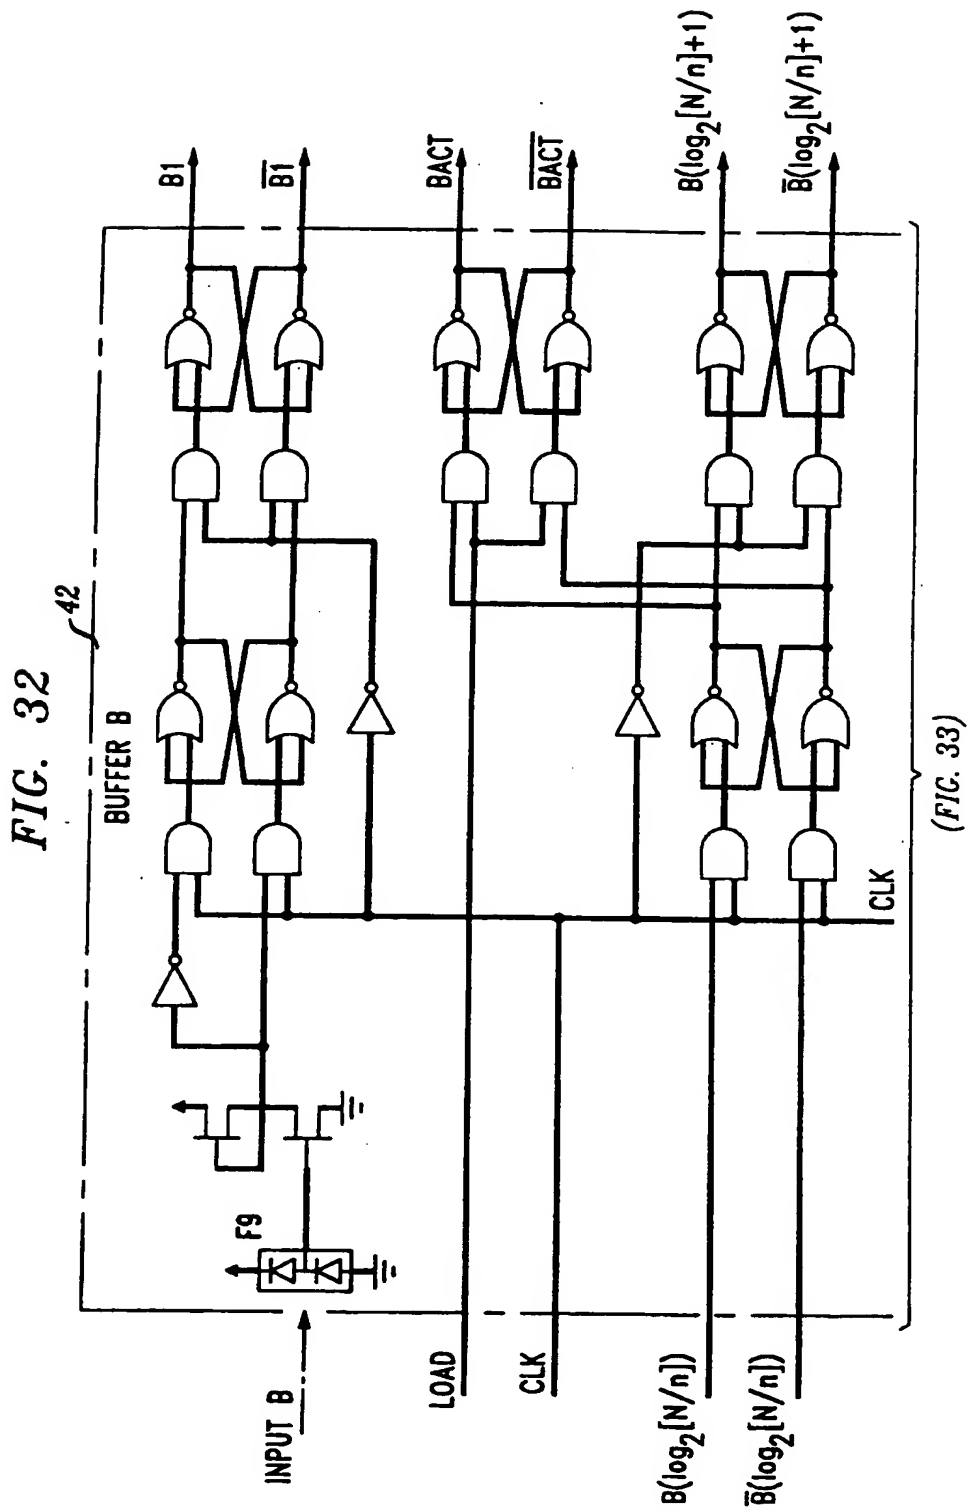 FIG. 32
42
BUFFER B
B1
B̅1̅
BACT
B̅A̅C̅T̅
B(log₂[N/n]+1)
B̅(log₂[N/n]+1)
F9
INPUT B
LOAD
CLK
B(log₂[N/n])
B̅(log₂[N/n])
CLK
(FIG. 33)